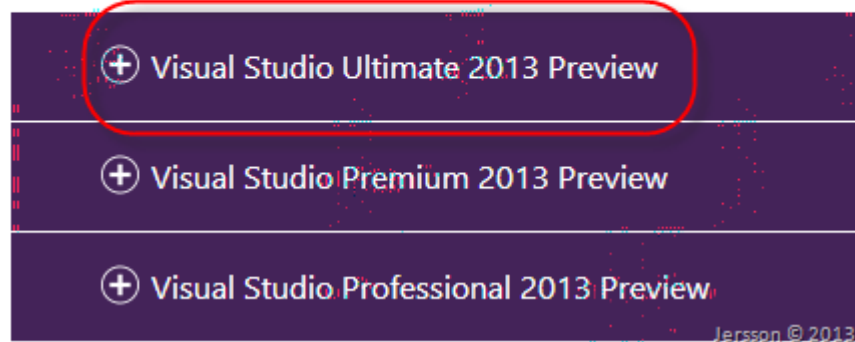 Visual Studio Ultimate 2013 Preview
Visual Studio Premium 2013 Preview
Visual Studio Professional 2013 Preview
Jersson © 2013